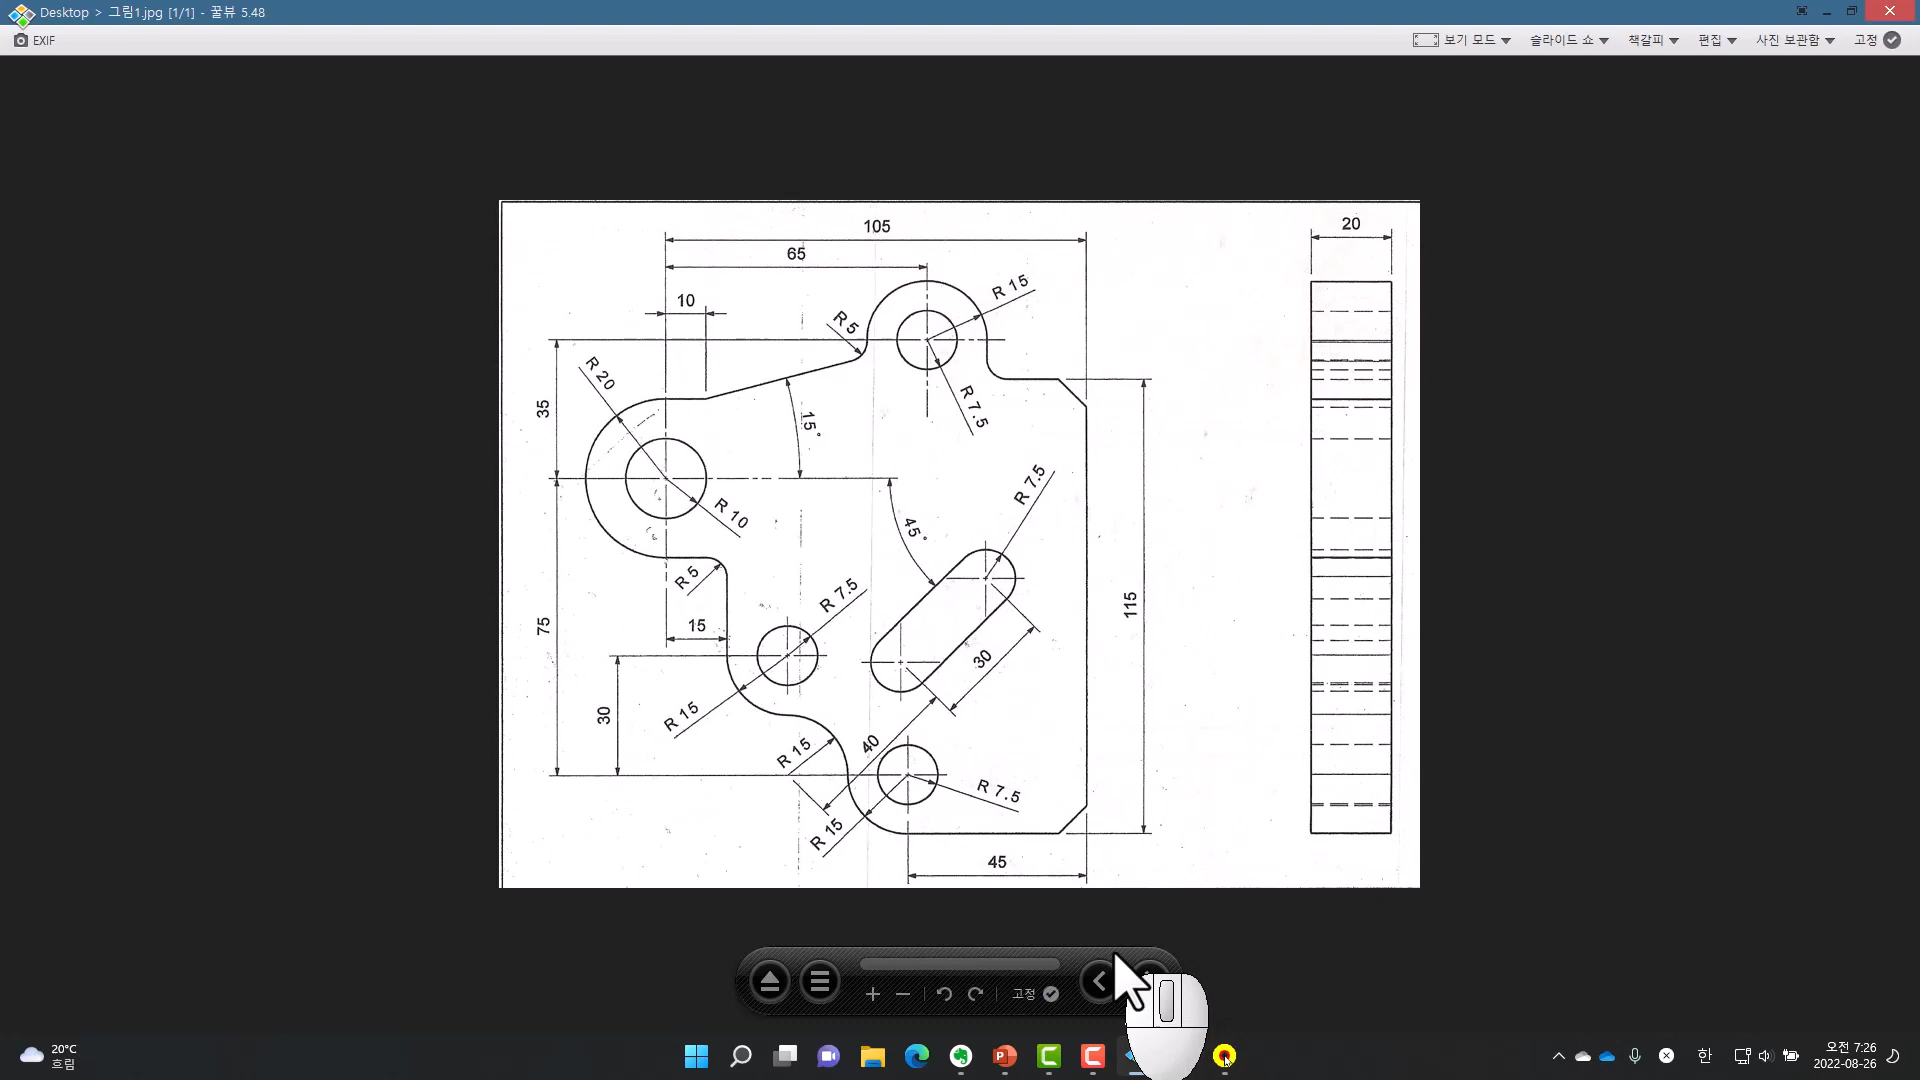 Desktop > 그림1.jpg [1/1] - 꿀뷰 5.48
EXIF
보기 모드
슬라이드 쇼
책갈피
편집
사진 보관함
고정
105
20
65
R 15
10
R 5
R 20
35
R 7.5
15°
R 10
R 7.5
45°
R 5
R 7.5
15
75
115
30
30
R 15
R 15
40
R 7.5
R 15
45
고정
20°C
흐림
한
오전 7:26
2022-08-26